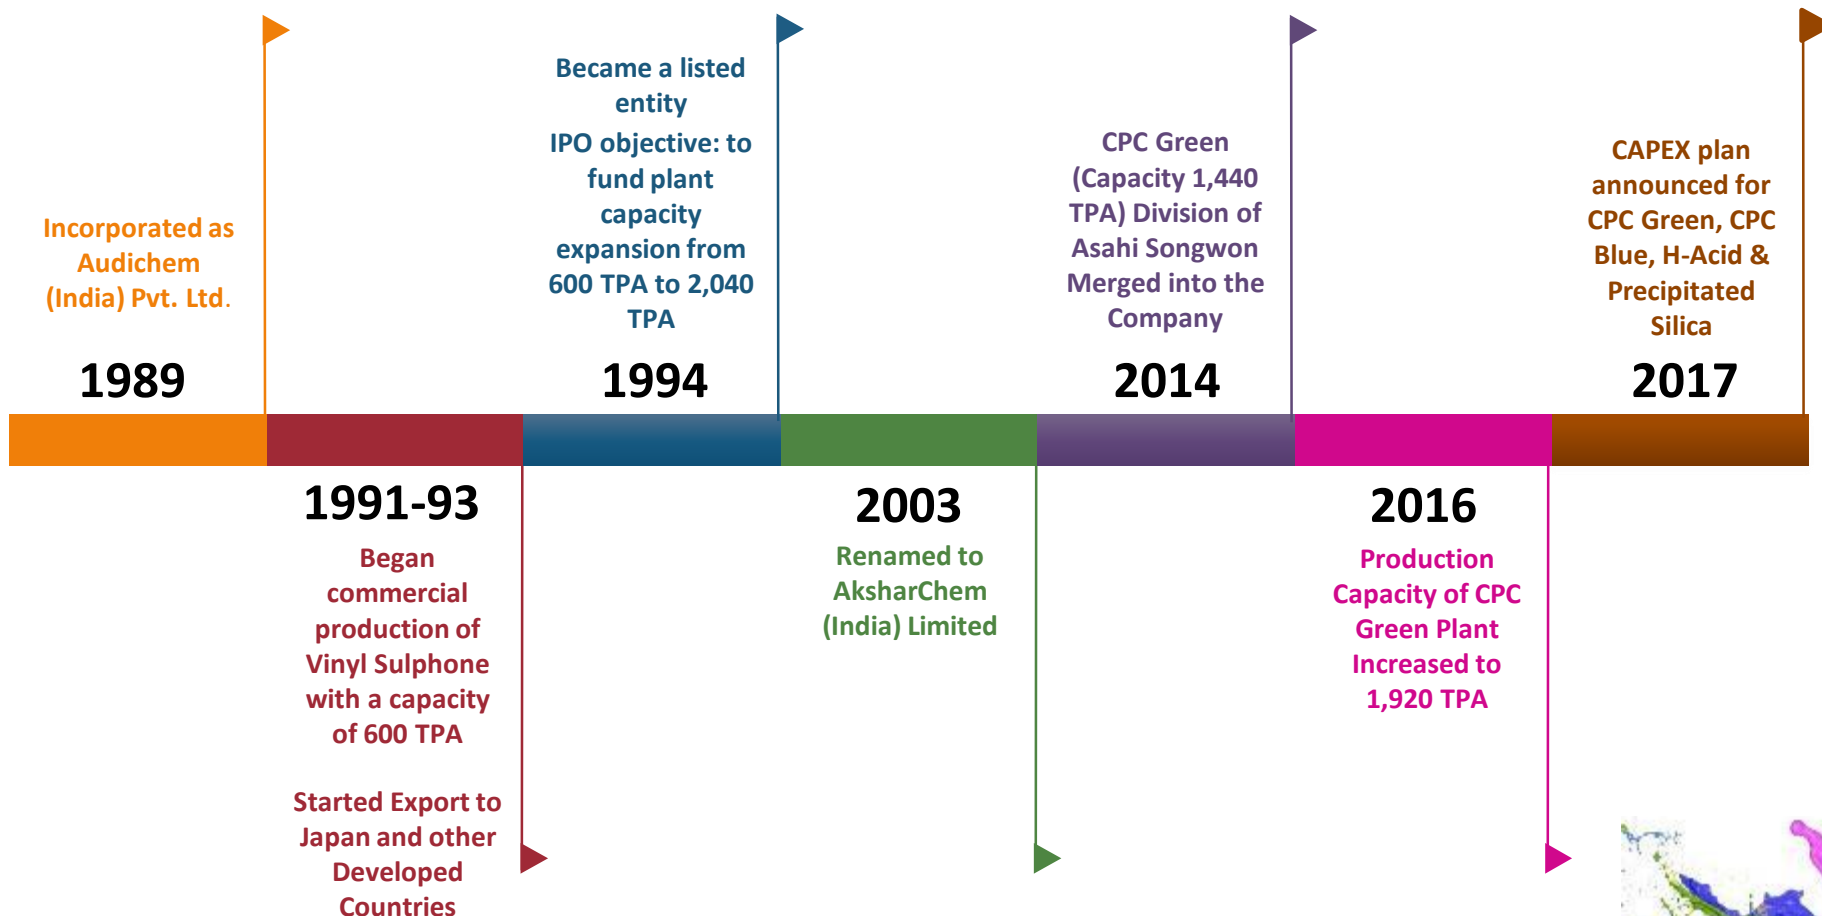 Incorporated as
Audichem
(India) Pvt. Ltd.
1989
1991-93
Began
commercial
production of
Vinyl Sulphone
with a capacity
of 600 TPA
Started Export to
Japan and other
Developed
Countries
Became a listed
entity
IPO objective: to
fund plant
capacity
expansion from
600 TPA to 2,040
TPA
1994
2003
Renamed to
AksharChem
(India) Limited
CPC Green
(Capacity 1,440
TPA) Division of
Asahi Songwon
Merged into the
Company
2014
2016
Production
Capacity of CPC
Green Plant
Increased to
1,920 TPA
CAPEX plan
announced for
CPC Green, CPC
Blue, H-Acid &
Precipitated
Silica
2017